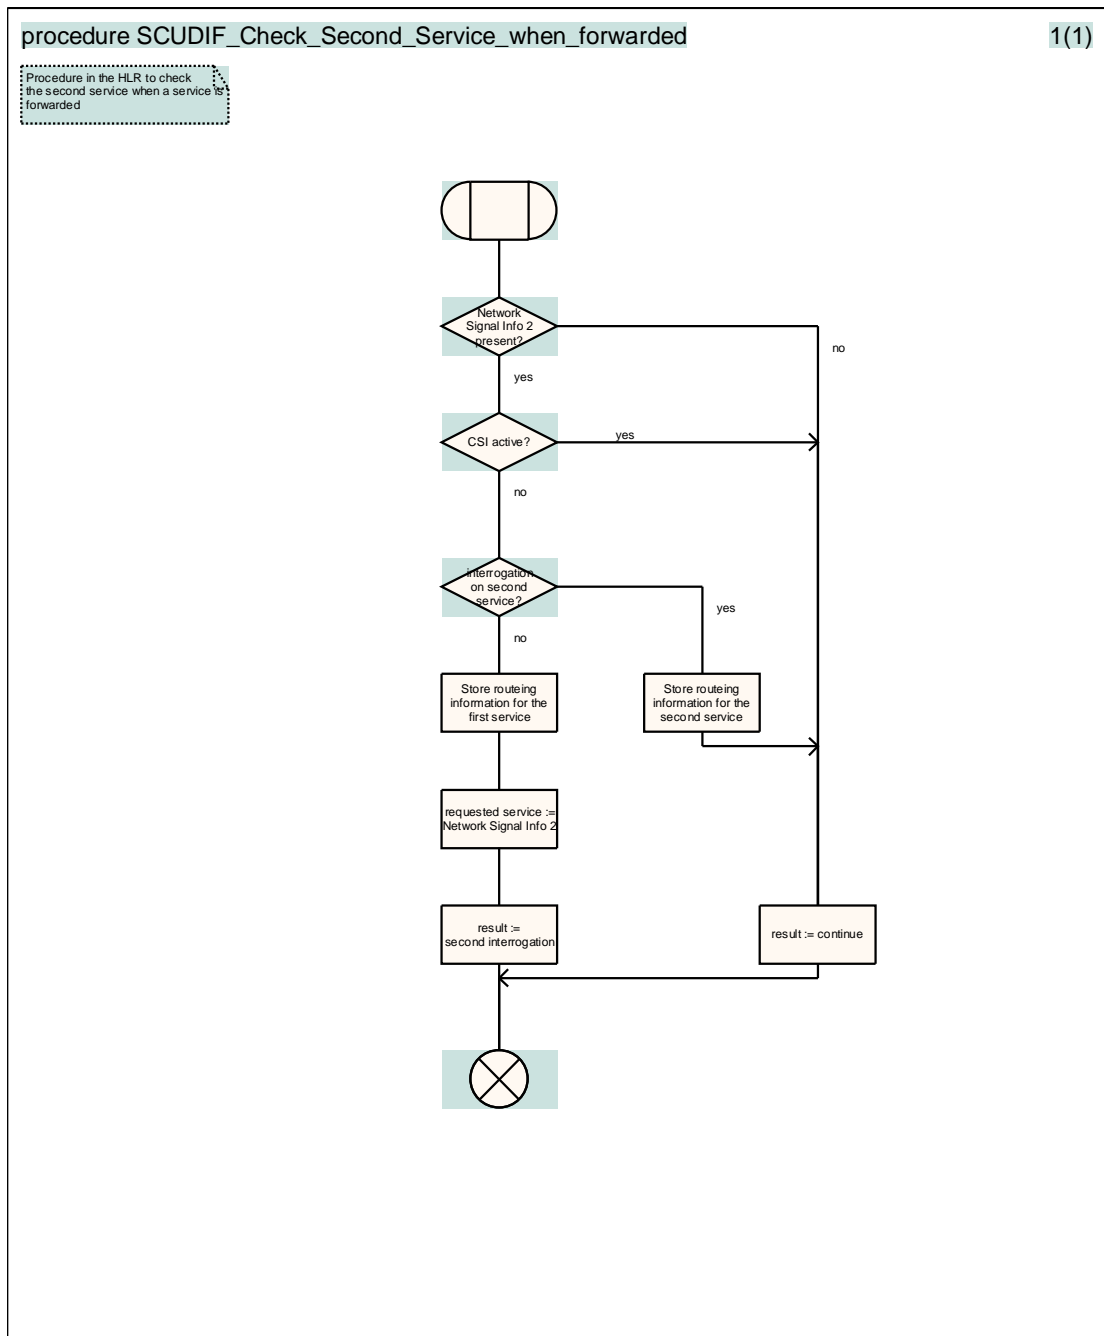 procedure SCUDIF_Check_Second_Service_when_forwarded 1(1)
Procedure in the HLR to check
the second service when a service is
forwarded
Network
Signal Info 2
present?
no
yes
CSI active?
yes
no
interrogation
on second
service?
yes
no
Store routeing
information for the
first service
Store routeing
information for the
second service
requested service :=
Network Signal Info 2
result :=
second interrogation
result := continue